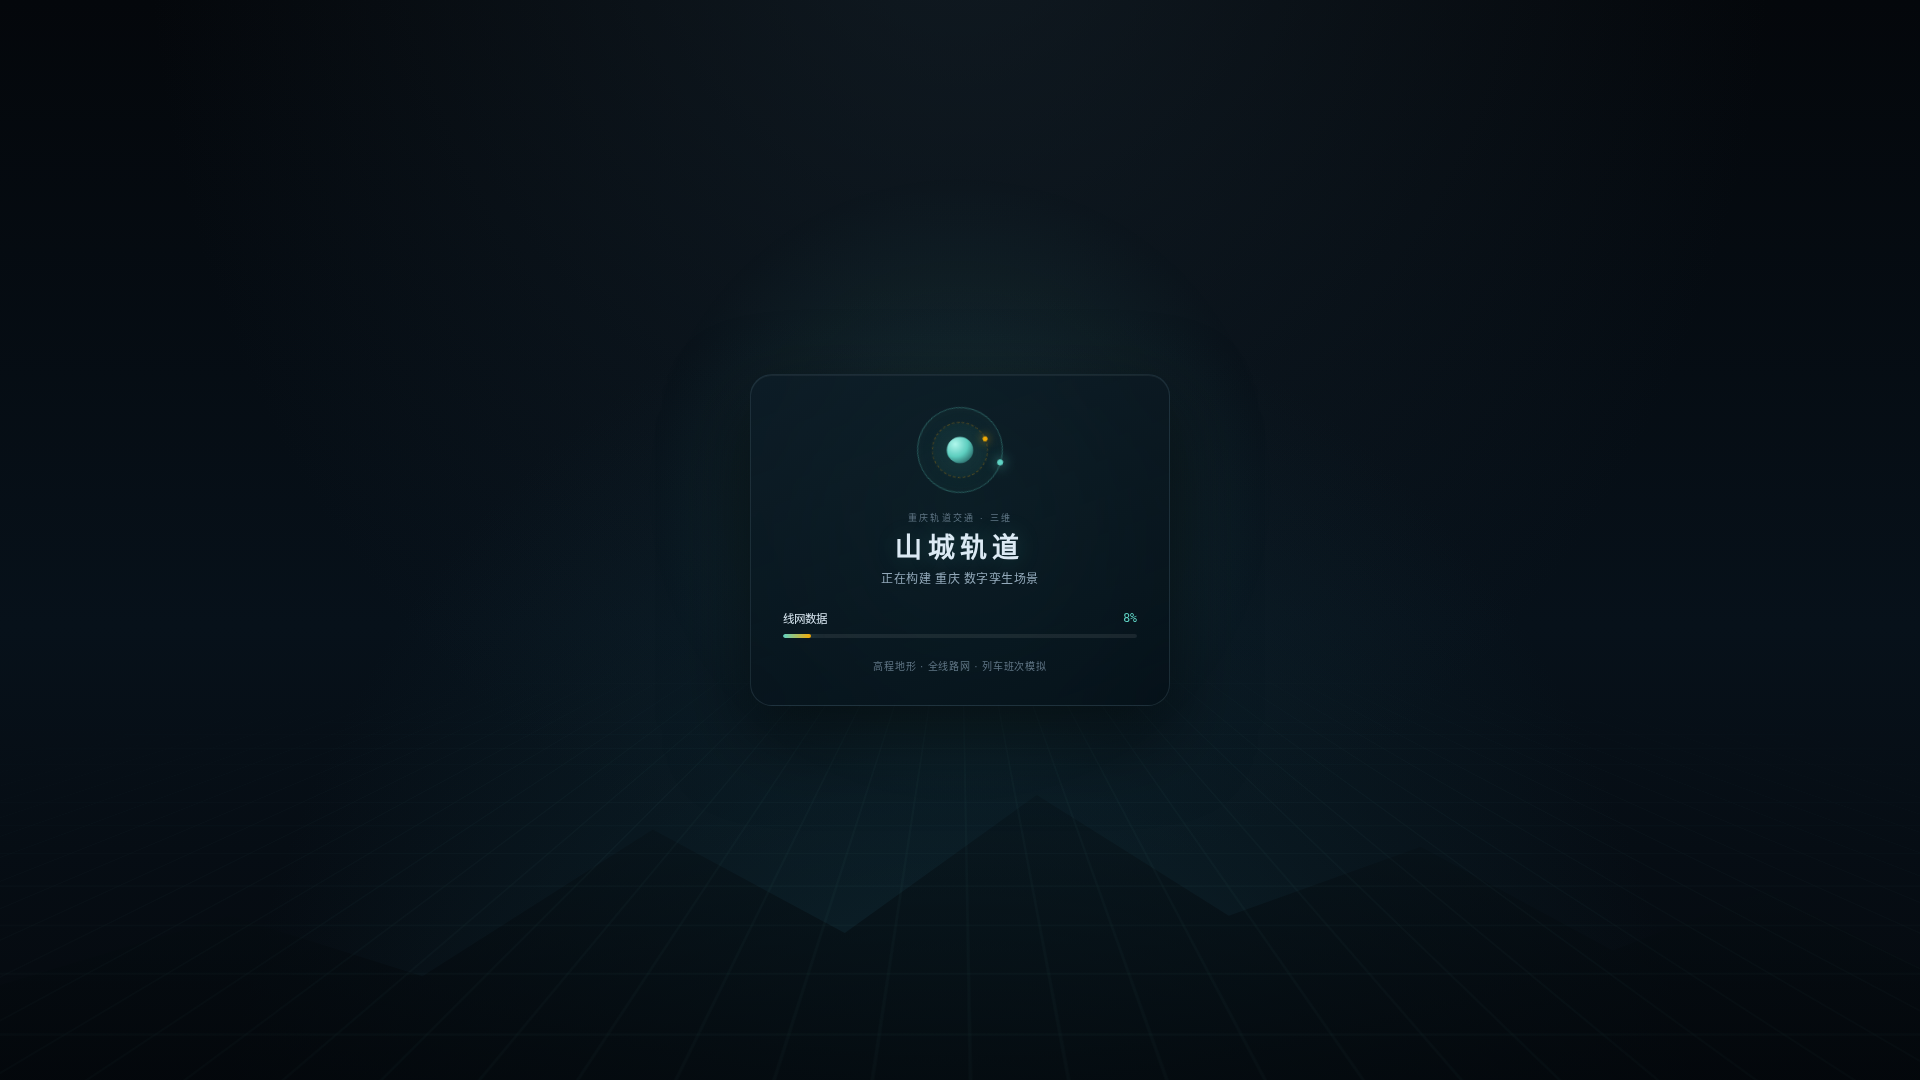 重庆轨道交通 · 三维
山城轨道
正在构建 重庆 数字孪生场景
线网数据 8%
高程地形 · 全线路网 · 列车班次模拟